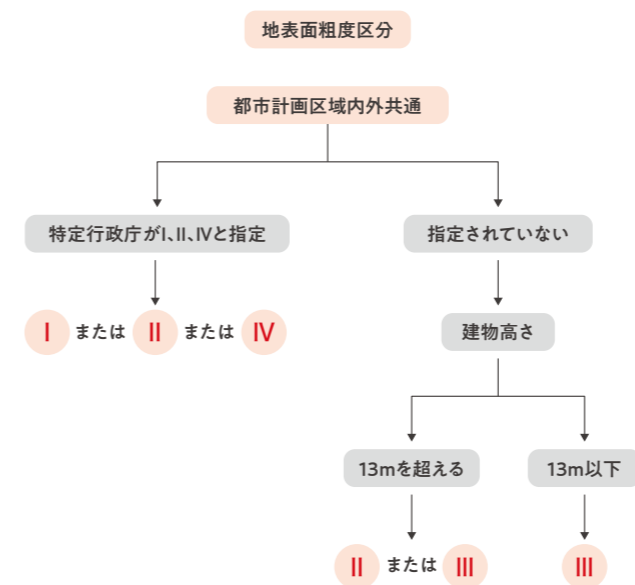 地表面粗度区分
都市計画区域内外共通
特定行政庁がI、II、IVと指定
指定されていない
I または II または IV
建物高さ
13mを超える
13m以下
II または III
III